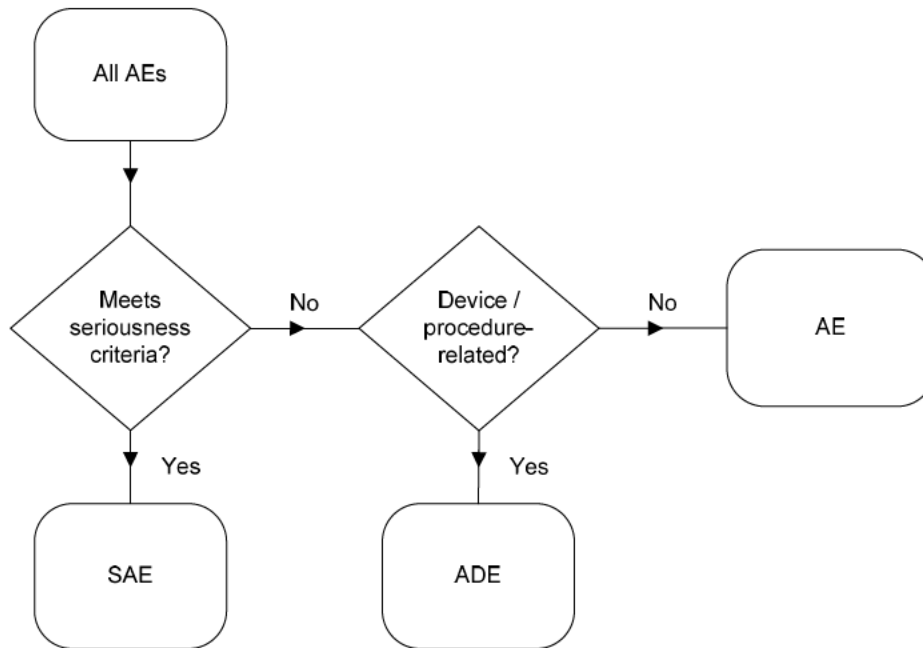 All AEs
Meets
seriousness
criteria?
No
Device /
procedure–
related?
No
AE
Yes
Yes
SAE
ADE